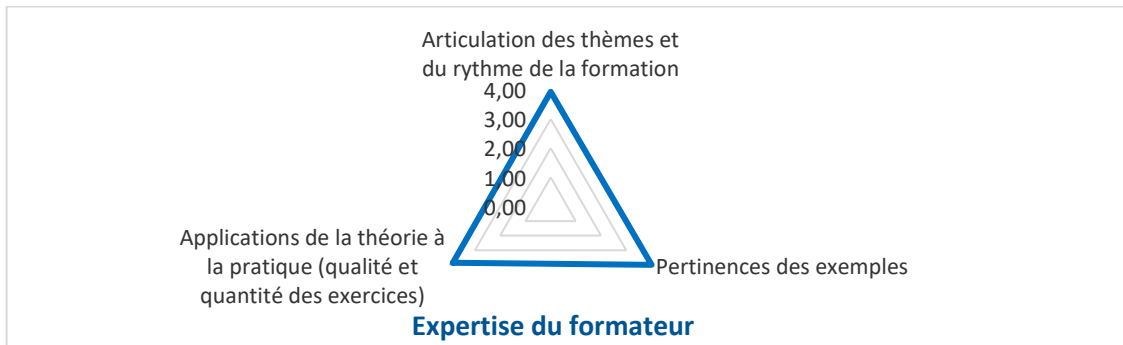 Articulation des thèmes et
du rythme de la formation
4,00
3,00
2,00
1,00
0,00
Applications de la théorie à
la pratique (qualité et
quantité des exercices)
Pertinences des exemples
Expertise du formateur